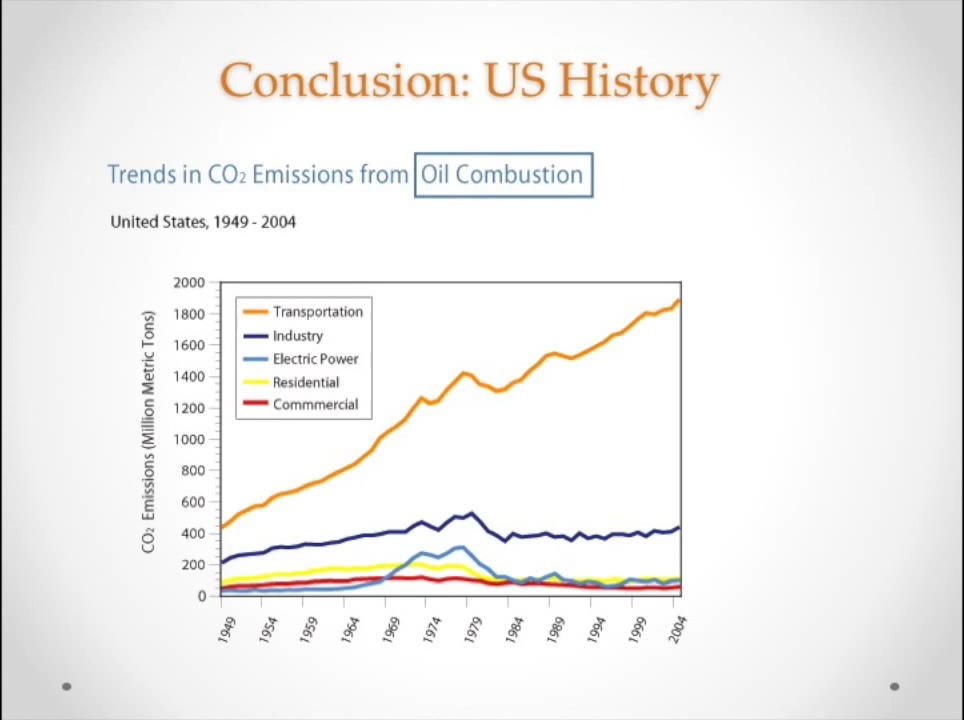 Conclusion: US History
Trends in CO2 Emissions from Oil Combustion
United States, 1949 - 2004
CO2 Emissions (Million Metric Tons)
2000
1800
1600
1400
1200
1000
800
600
400
200
0
Transportation
Industry
Electric Power
Residential
Commmercial
1949
1954
1959
1964
1969
1974
1979
1984
1989
1994
1999
2004